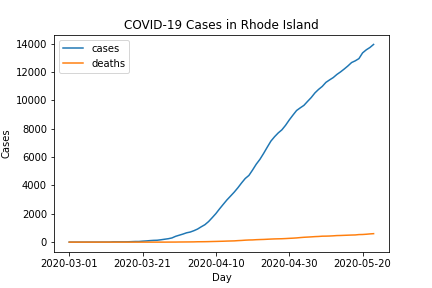 COVID-19 Cases in Rhode Island
cases
deaths
14000
12000
10000
8000
6000
4000
2000
0
Cases
2020-03-01 2020-03-21 2020-04-10 2020-04-30 2020-05-20
Day